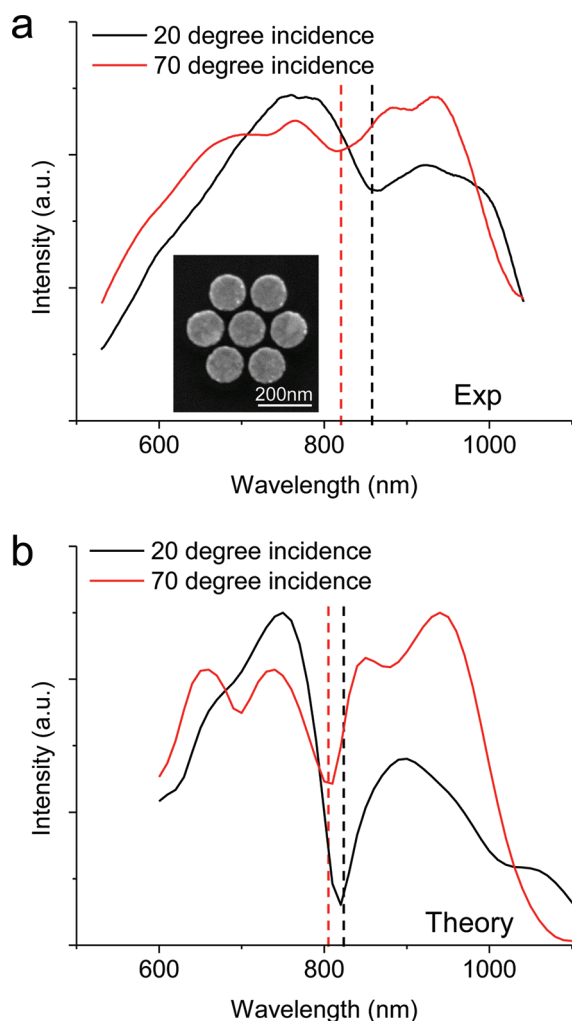 a
20 degree incidence
70 degree incidence
Intensity (a.u.)
200nm
Exp
600 800 1000
Wavelength (nm)
b
20 degree incidence
70 degree incidence
Intensity (a.u.)
Theory
600 800 1000
Wavelength (nm)